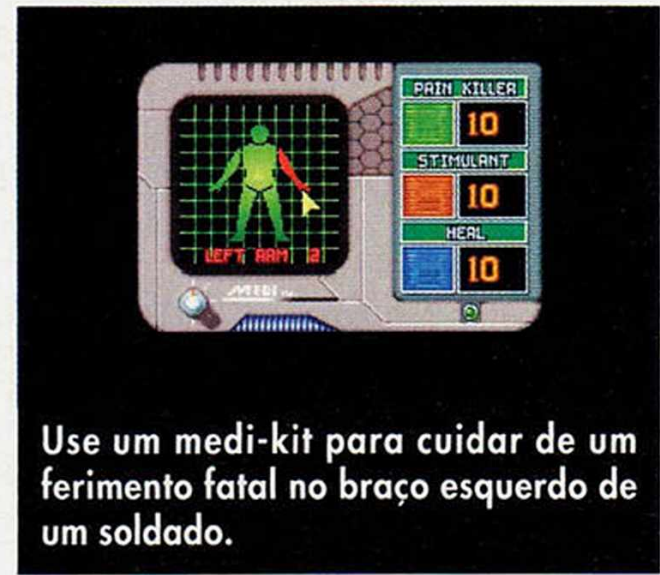 PAIN KILLER
10
STIMULANT
10
HEAL
10
LEFT ARM 2
MEDI
Use um medi-kit para cuidar de um
ferimento fatal no braço esquerdo de
um soldado.